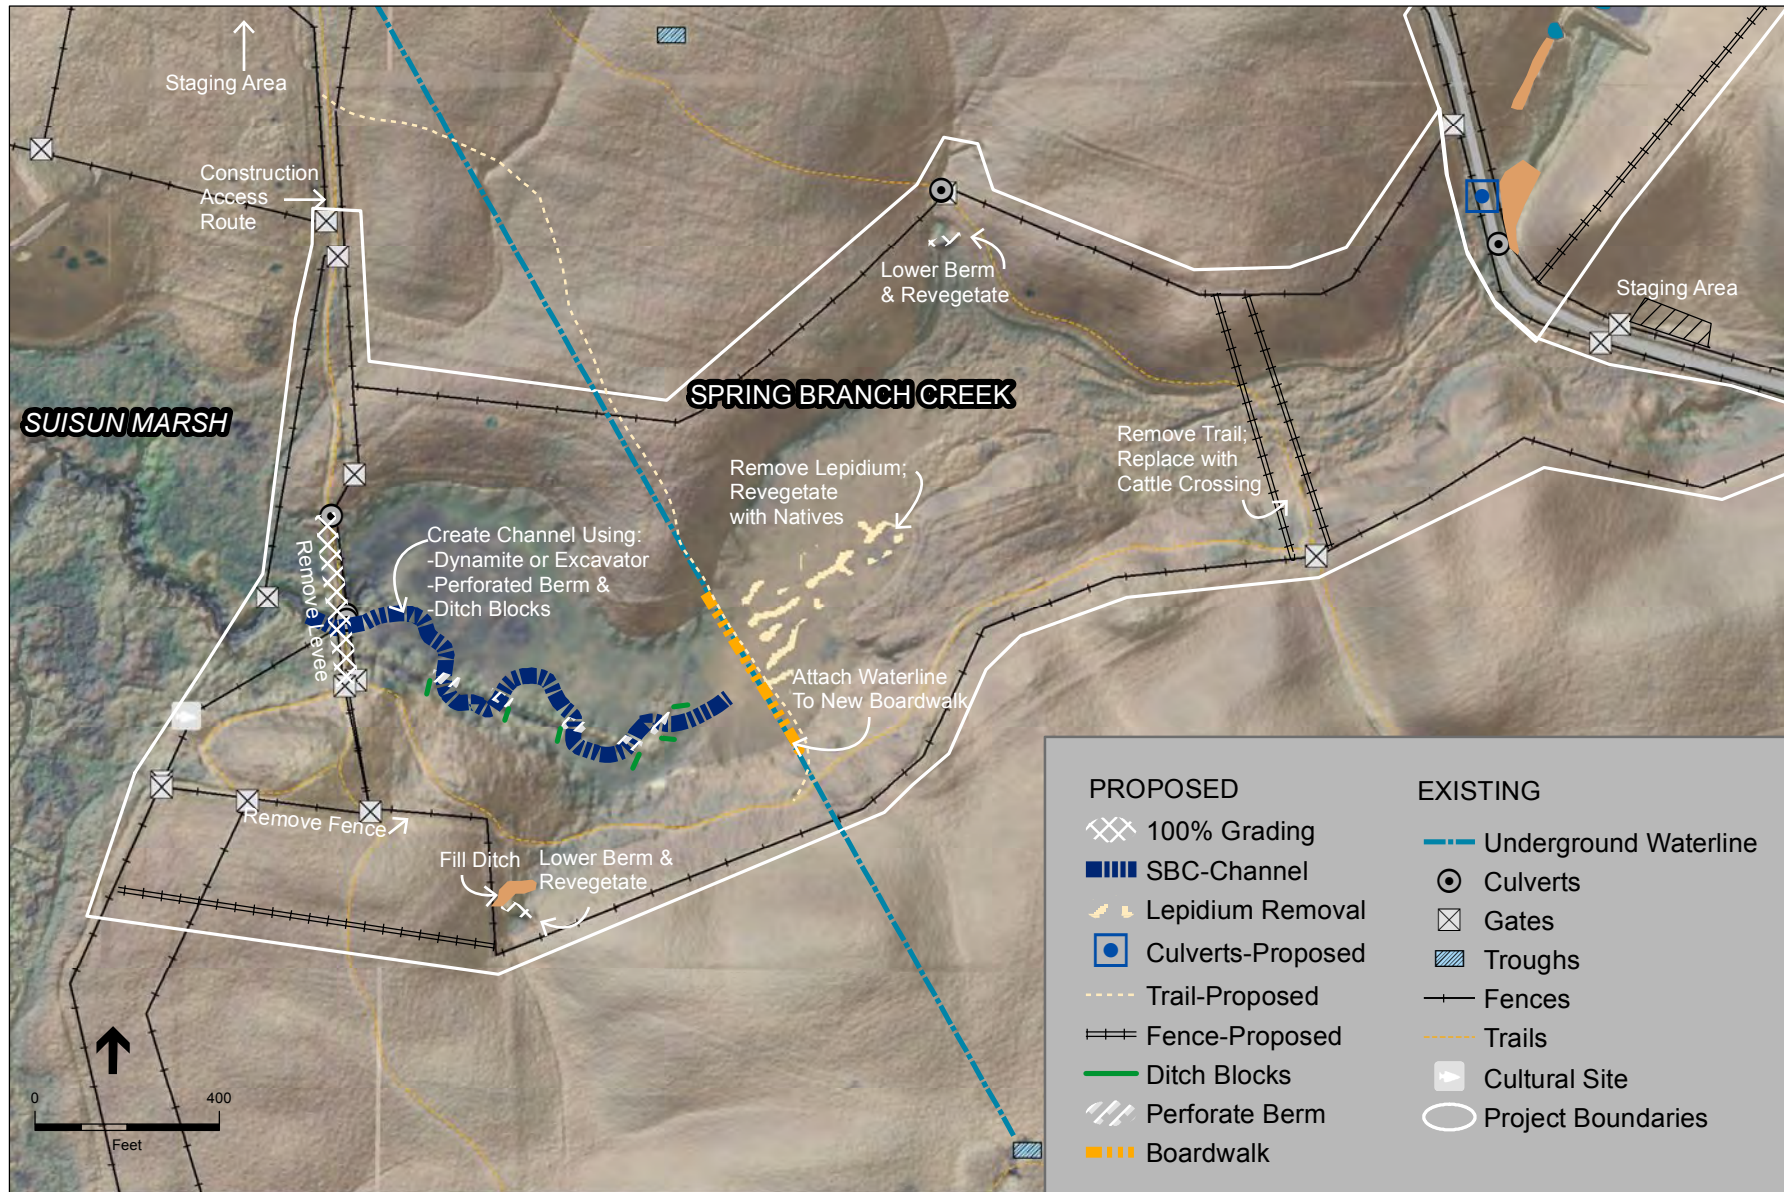 Staging Area
Construction
Access
Route
Lower Berm
& Revegetate
Staging Area
SUISUN MARSH
SPRING BRANCH CREEK
Remove Trail;
Replace with
Cattle Crossing
Remove Lepidium;
Revegetate
with Natives
Create Channel Using:
-Dynamite or Excavator
-Perforated Berm &
-Ditch Blocks
Remove Levee
Attach Waterline
To New Boardwalk
Remove Fence
Fill Ditch
Lower Berm &
Revegetate
0
400
Feet
PROPOSED
100% Grading
SBC-Channel
Lepidium Removal
Culverts-Proposed
Trail-Proposed
Fence-Proposed
Ditch Blocks
Perforate Berm
Boardwalk
EXISTING
Underground Waterline
Culverts
Gates
Troughs
Fences
Trails
Cultural Site
Project Boundaries